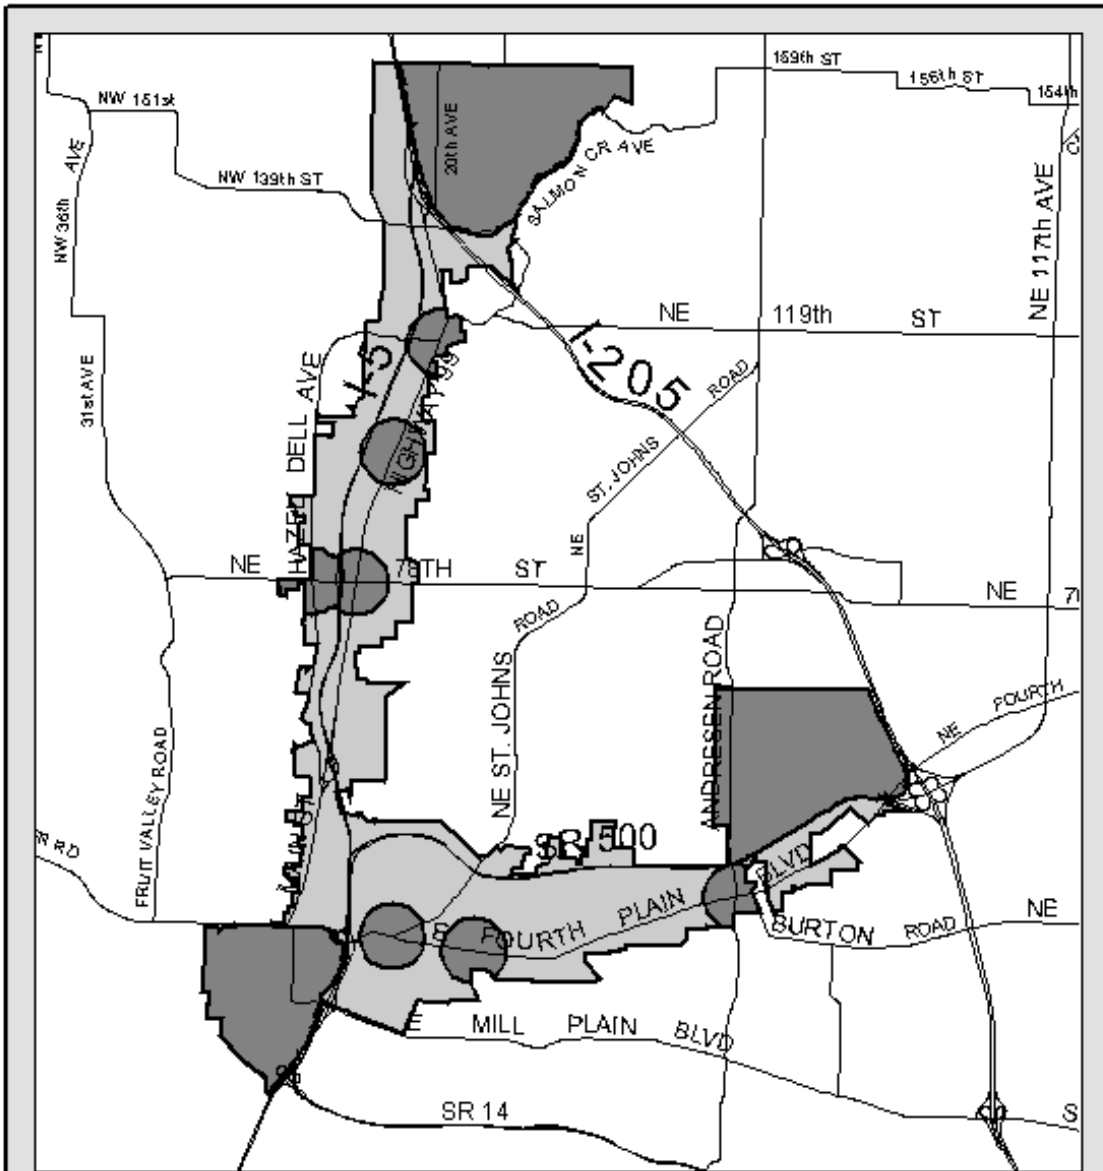 159th ST
156th ST
154th
NW 151st
20th AVE
SALMON CR AVE
NW 139th ST
NW 36th AVE
NE 117th AVE
NE 119th ST
I-205
I-5
HIGHWAY 99
31st AVE
HAZEL DELL AVE
ST. JOHNS ROAD
NE
NE 78TH ST
NE
ROAD
NE ST. JOHNS
ANDRESEN ROAD
NE FOURTH
FRUIT VALLEY ROAD
SR 500
RD
FOURTH PLAIN BLVD
BURTON ROAD
NE
MILL PLAIN BLVD
SR 14
S